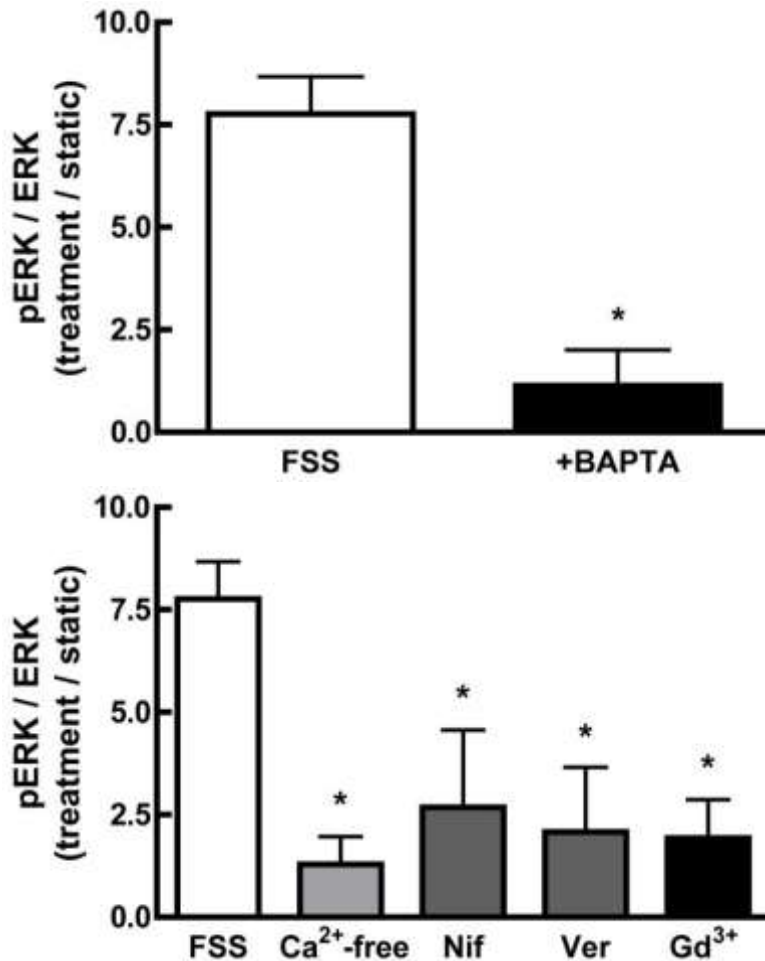 pERK / ERK
(treatment / static)
10.0
7.5
5.0
2.5
0.0
*
FSS +BAPTA
pERK / ERK
(treatment / static)
10.0
7.5
5.0
2.5
0.0
* * * *
FSS Ca²⁺-free Nif Ver Gd³⁺